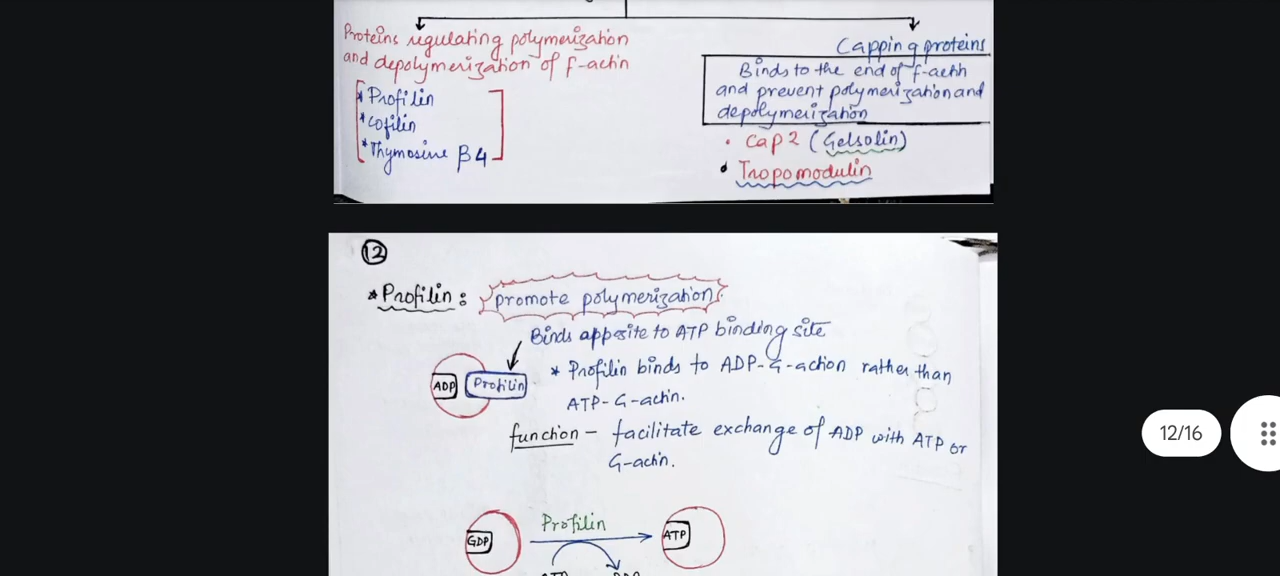 Proteins regulating polymerization
and depolymerization of f-actin
* Profilin
* Cofilin
* Thymosine β4
Capping proteins
Binds to the end of f-actin
and prevent polymerization and
depolymerization
• Cap 2 (Gelsolin)
• Tropomodulin
12
* Profilin : promote polymerization
Binds opposite to ATP binding site
ADP Profilin
* Profilin binds to ADP-G-action rather than
ATP-G-actin.
function - facilitate exchange of ADP with ATP or
G-actin.
Profilin
GDP
ATP
12/16